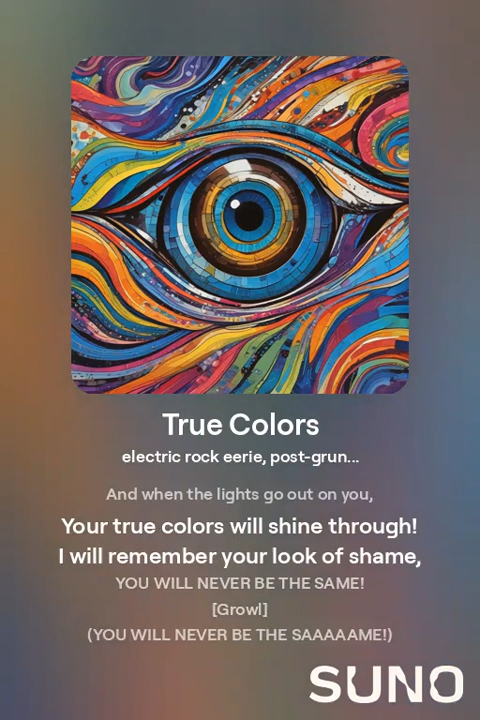 True Colors
electric rock eerie, post-grun...
And when the lights go out on you,
Your true colors will shine through!
I will remember your look of shame,
YOU WILL NEVER BE THE SAME!
[Growl]
(YOU WILL NEVER BE THE SAAAAAME!)
SUNO